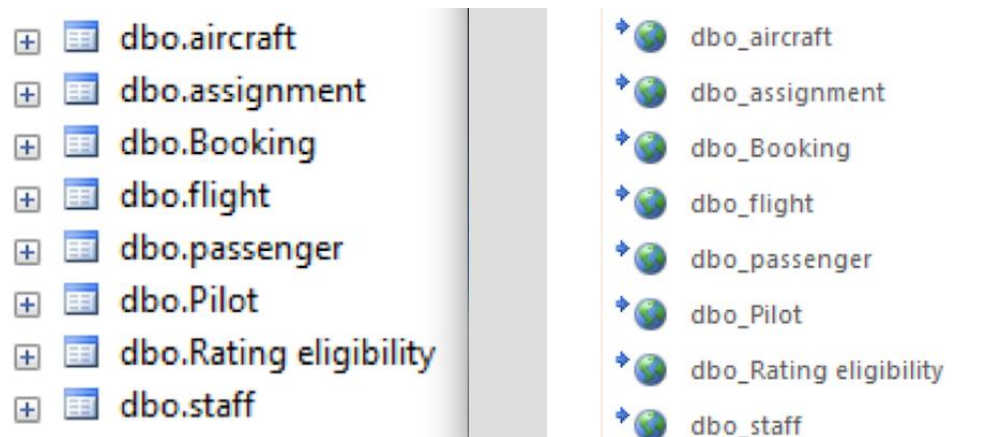 dbo.aircraft
dbo.assignment
dbo.Booking
dbo.flight
dbo.passenger
dbo.Pilot
dbo.Rating eligibility
dbo.staff
dbo_aircraft
dbo_assignment
dbo_Booking
dbo_flight
dbo_passenger
dbo_Pilot
dbo_Rating eligibility
dbo_staff